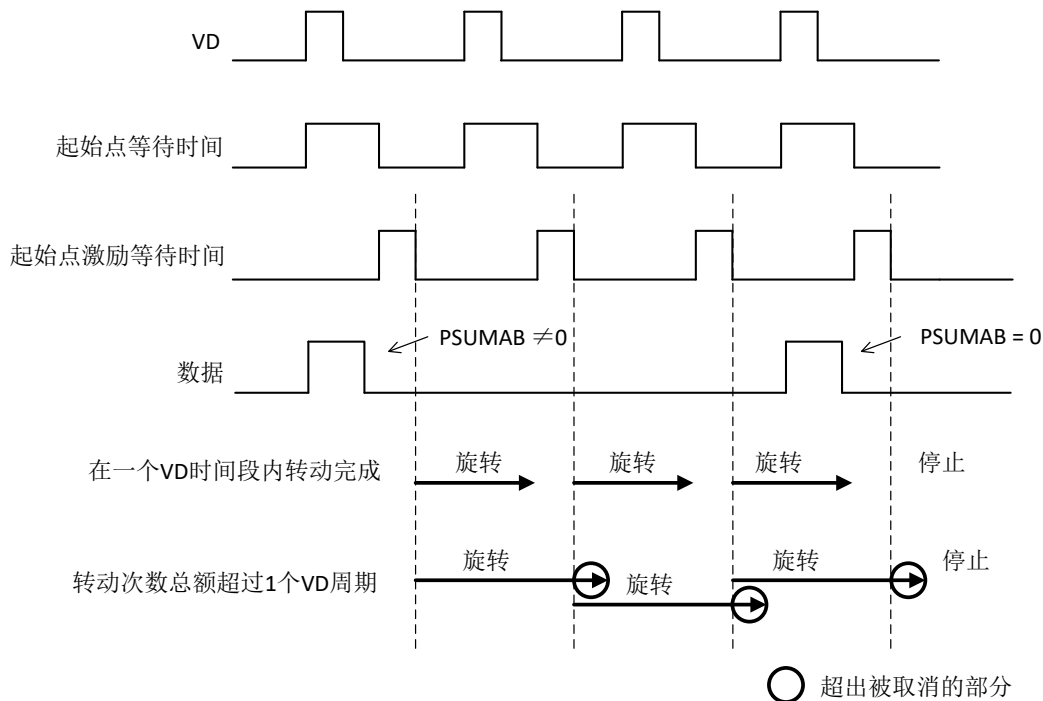 VD
起始点等待时间
起始点激励等待时间
PSUMAB ≠0
PSUMAB = 0
数据
在一个VD时间段内转动完成
旋转
旋转
旋转
停止
转动次数总额超过1个VD周期
旋转
旋转
旋转
停止
超出被取消的部分